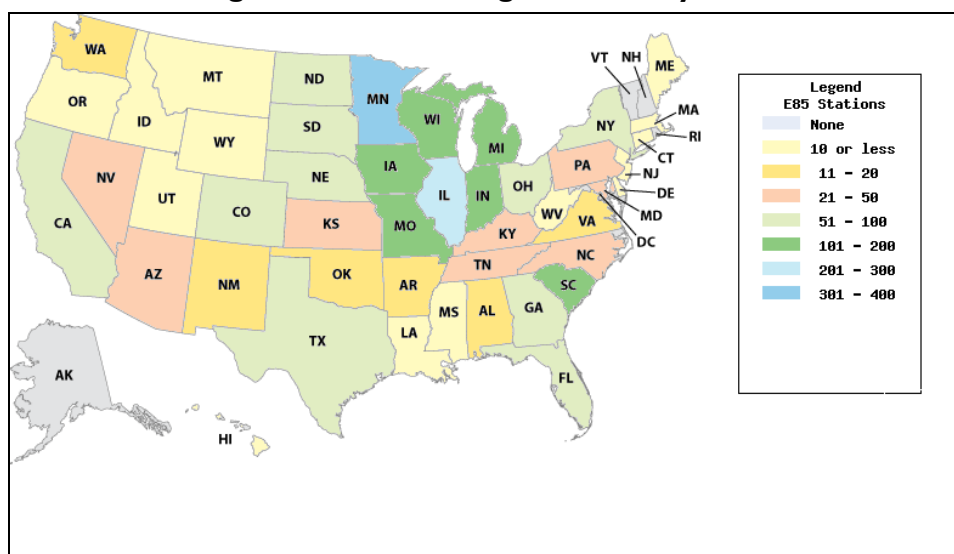 WA
MT
ND
MN
VT
NH
ME
OR
ID
WY
SD
WI
MI
NY
MA
RI
CT
NJ
DE
MD
DC
NV
UT
CO
NE
IA
IL
IN
OH
PA
WV
VA
CA
KS
MO
KY
NC
TN
AZ
NM
OK
AR
SC
MS
AL
GA
TX
LA
FL
AK
HI
Legend
E85 Stations
None
10 or less
11 - 20
21 - 50
51 - 100
101 - 200
201 - 300
301 - 400